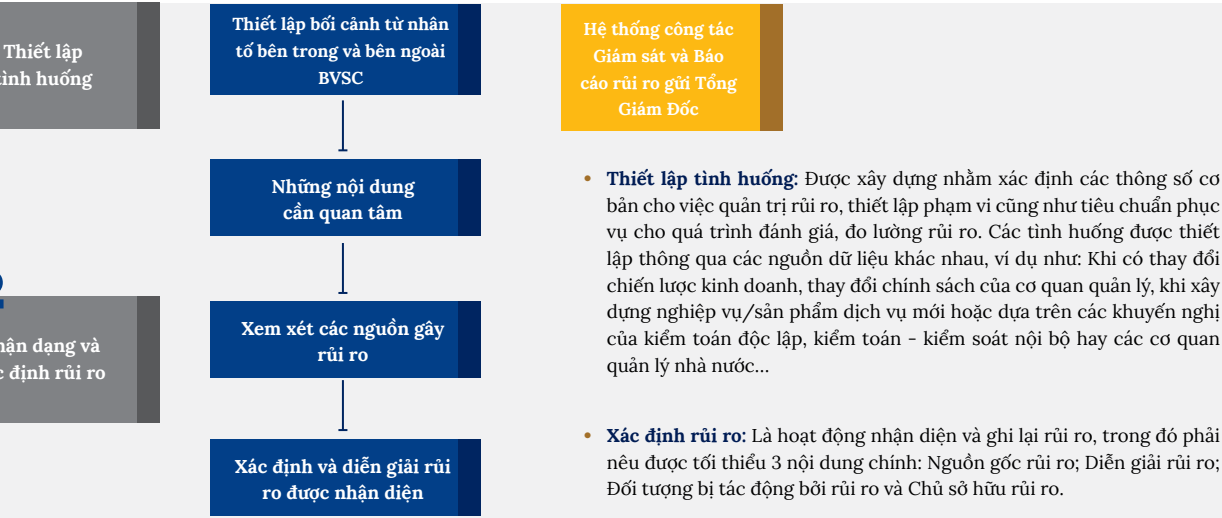 Thiết lập
tình huống
Thiết lập bối cảnh từ nhân
tố bên trong và bên ngoài
BVSC
Những nội dung
cần quan tâm
Xem xét các nguồn gây
rủi ro
Xác định và diễn giải rủi
ro được nhận diện
dạng và
định rủi ro
Hệ thống công tác
Giám sát và Báo
cáo rủi ro gửi Tổng
Giám Đốc
• Thiết lập tình huống: Được xây dựng nhằm xác định các thông số cơ
bản cho việc quản trị rủi ro, thiết lập phạm vi cũng như tiêu chuẩn phục
vụ cho quá trình đánh giá, đo lường rủi ro. Các tình huống được thiết
lập thông qua các nguồn dữ liệu khác nhau, ví dụ như: Khi có thay đổi
chiến lược kinh doanh, thay đổi chính sách của cơ quan quản lý, khi xây
dựng nghiệp vụ/sản phẩm dịch vụ mới hoặc dựa trên các khuyến nghị
của kiểm toán độc lập, kiểm toán - kiểm soát nội bộ hay các cơ quan
quản lý nhà nước...
• Xác định rủi ro: Là hoạt động nhận diện và ghi lại rủi ro, trong đó phải
nêu được tối thiểu 3 nội dung chính: Nguồn gốc rủi ro; Diễn giải rủi ro;
Đối tượng bị tác động bởi rủi ro và Chủ sở hữu rủi ro.